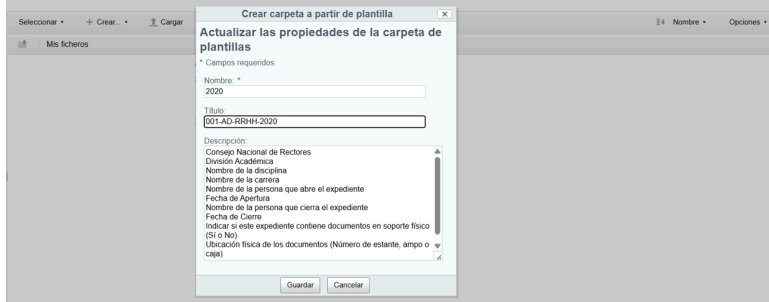 Crear carpeta a partir de plantilla
Seleccionar
Crear...
Cargar
Nombre
Opciones
Mis ficheros
Actualizar las propiedades de la carpeta de
plantillas
* Campos requeridos
Nombre: *
2020
Título:
001-AD-RRHH-2020
Descripción:
Consejo Nacional de Rectores
División Académica
Nombre de la disciplina
Nombre de la carrera
Nombre de la persona que abre el expediente
Fecha de Apertura
Nombre de la persona que cierra el expediente
Fecha de Cierre
Indicar si este expediente contiene documentos en soporte físico
(Sí o No)
Ubicación física de los documentos (Número de estante, ampo o
caja)
Guardar
Cancelar